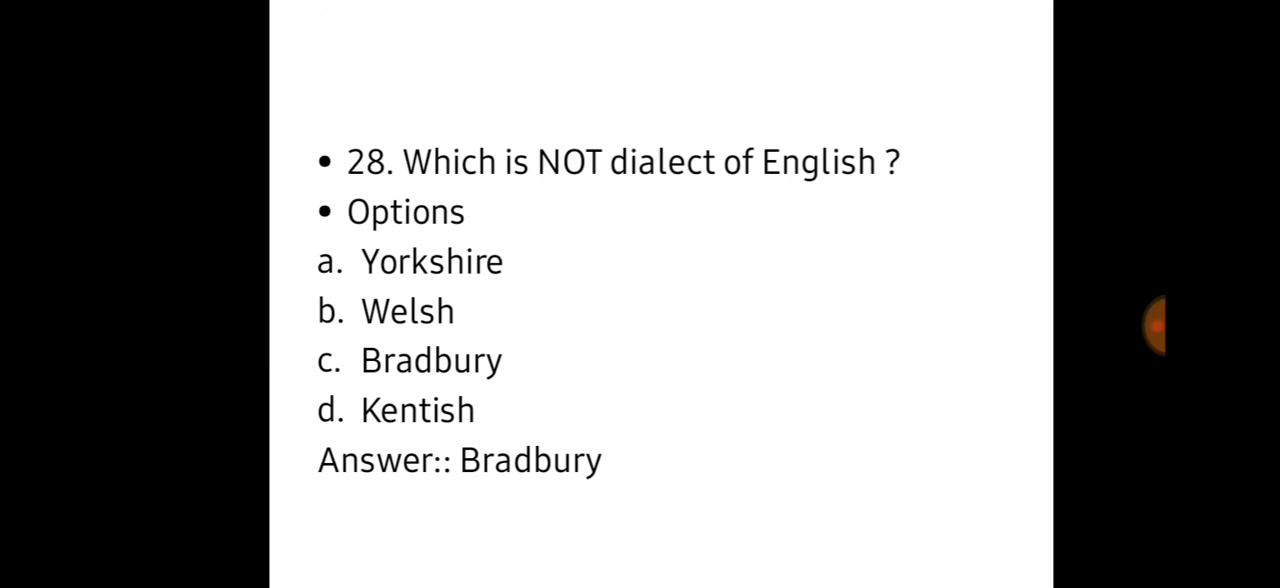 • 28. Which is NOT dialect of English ?
• Options
a. Yorkshire
b. Welsh
c. Bradbury
d. Kentish
Answer:: Bradbury